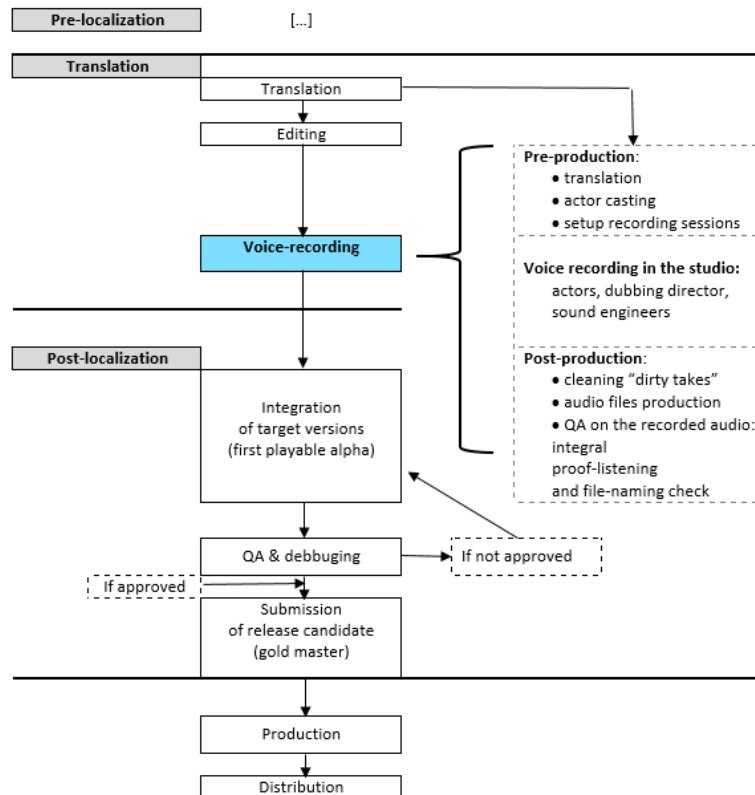 Pre-localization
[...]
Translation
Translation
Editing
Voice-recording
Pre-production:
• translation
• actor casting
• setup recording sessions
Voice recording in the studio:
actors, dubbing director,
sound engineers
Post-production:
• cleaning “dirty takes”
• audio files production
• QA on the recorded audio:
integral
proof-listening
and file-naming check
Post-localization
Integration
of target versions
(first playable alpha)
QA & debbuging
If not approved
If approved
Submission
of release candidate
(gold master)
Production
Distribution